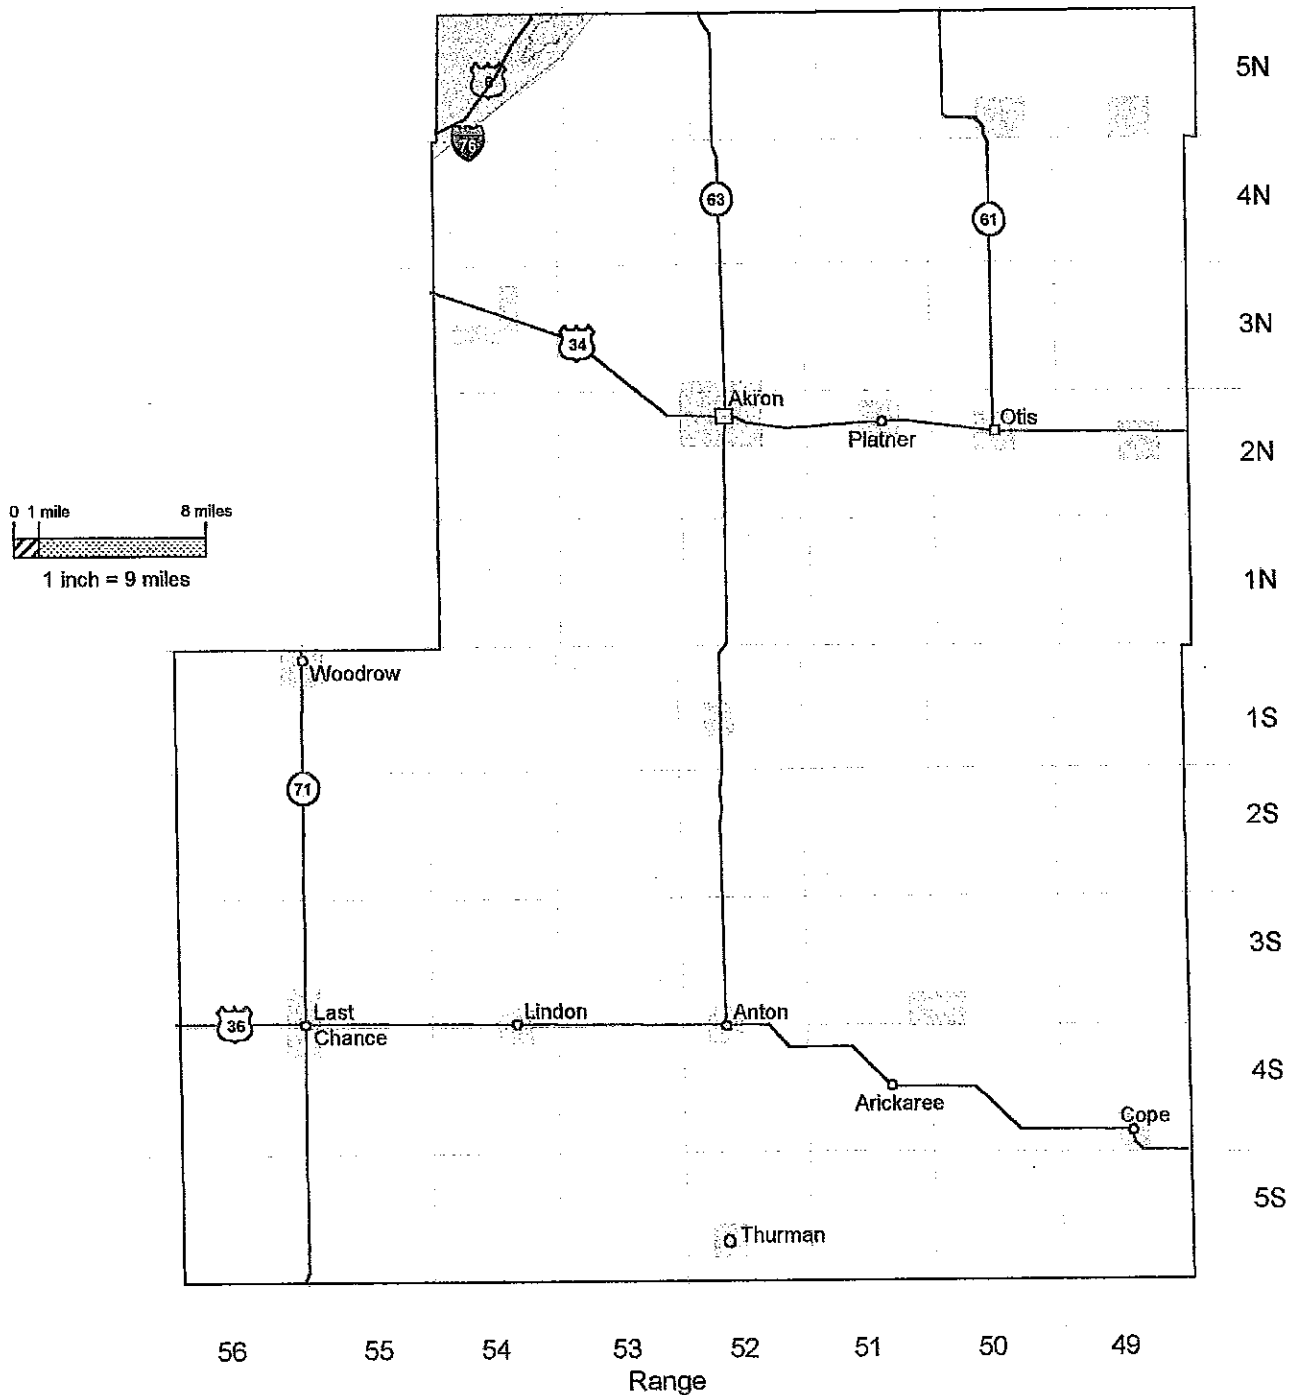 5N
6
76
4N
63
61
3N
34
Akron
Otis
Platner
2N
0 1 mile 8 miles
1 inch = 9 miles
1N
Woodrow
1S
71
2S
3S
36
Last
Chance
Lindon
Anton
4S
Arickaree
Cope
5S
Thurman
56 55 54 53 52 51 50 49
Range